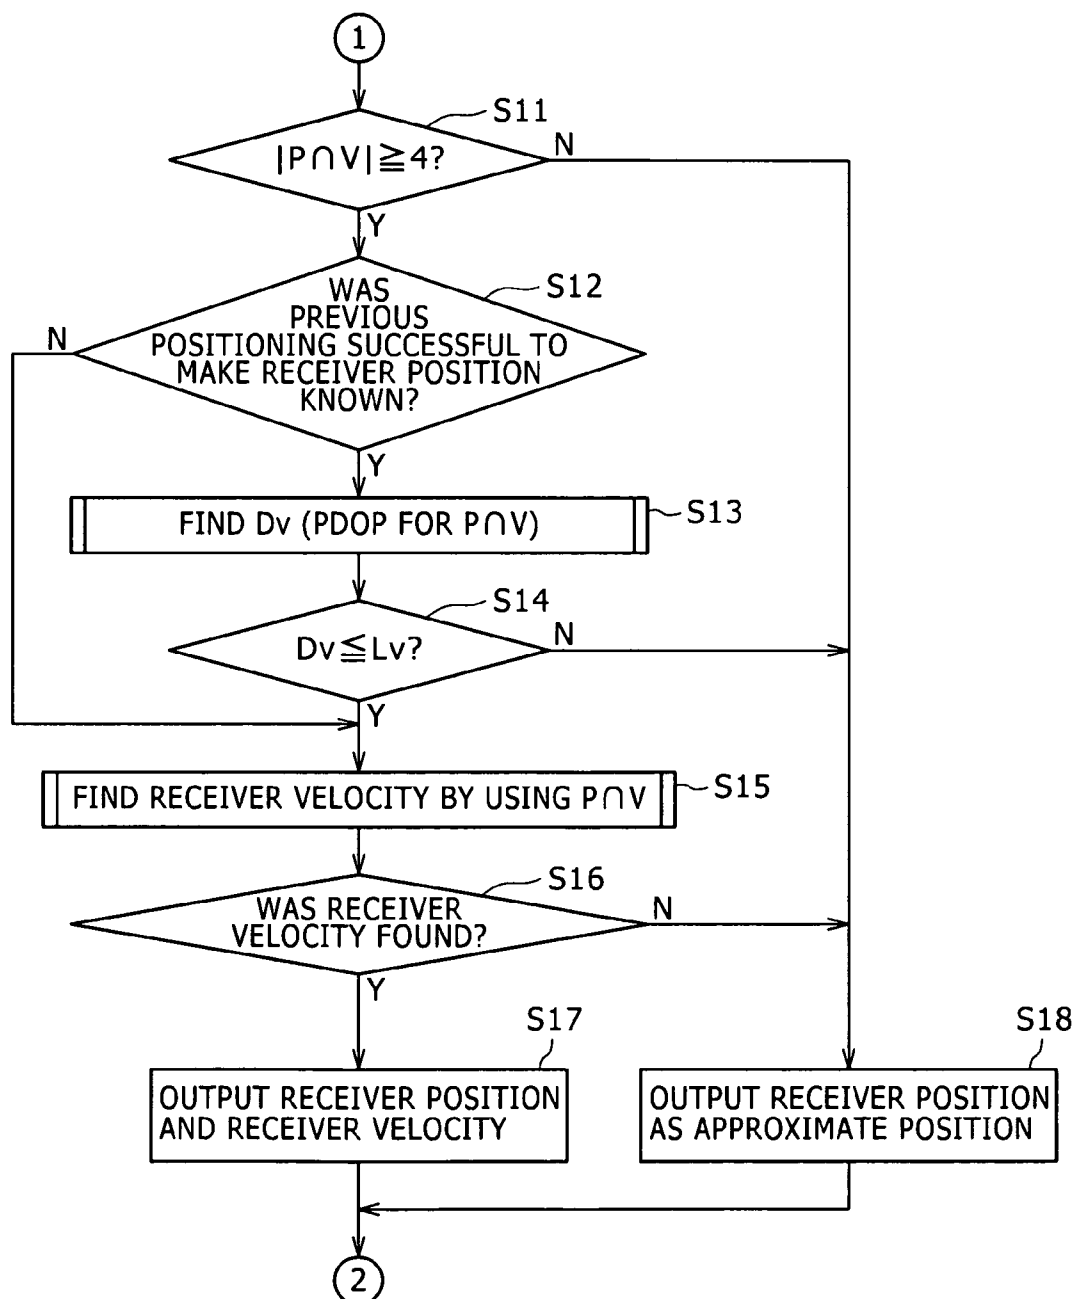 1
S11
|P∩V|≧4?
N
Y
S12
WAS
PREVIOUS
POSITIONING SUCCESSFUL TO
MAKE RECEIVER POSITION
KNOWN?
N
Y
S13
FIND Dv (PDOP FOR P∩V)
S14
Dv≦Lv?
N
Y
S15
FIND RECEIVER VELOCITY BY USING P∩V
S16
WAS RECEIVER
VELOCITY FOUND?
N
Y
S17
OUTPUT RECEIVER POSITION
AND RECEIVER VELOCITY
S18
OUTPUT RECEIVER POSITION
AS APPROXIMATE POSITION
2